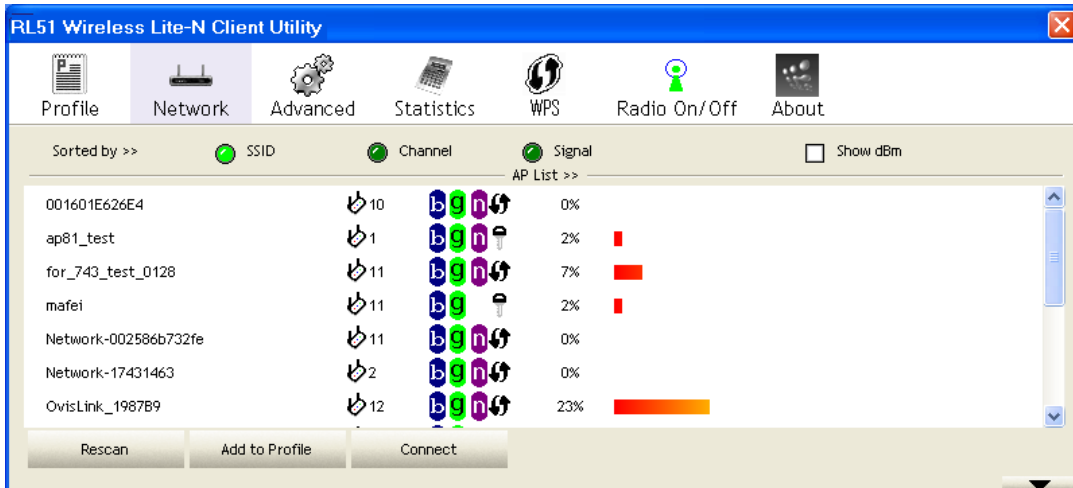 RL51 Wireless Lite-N Client Utility
Profile Network Advanced Statistics WPS Radio On/Off About
Sorted by >> SSID Channel Signal Show dBm
AP List >>
001601E626E4 10 b g n 0%
ap81_test 1 b g n 2%
for_743_test_0128 11 b g n 7%
mafei 11 b g 2%
Network-002586b732fe 11 b g n 0%
Network-17431463 2 b g n 0%
OvisLink_1987B9 12 b g n 23%
Rescan Add to Profile Connect